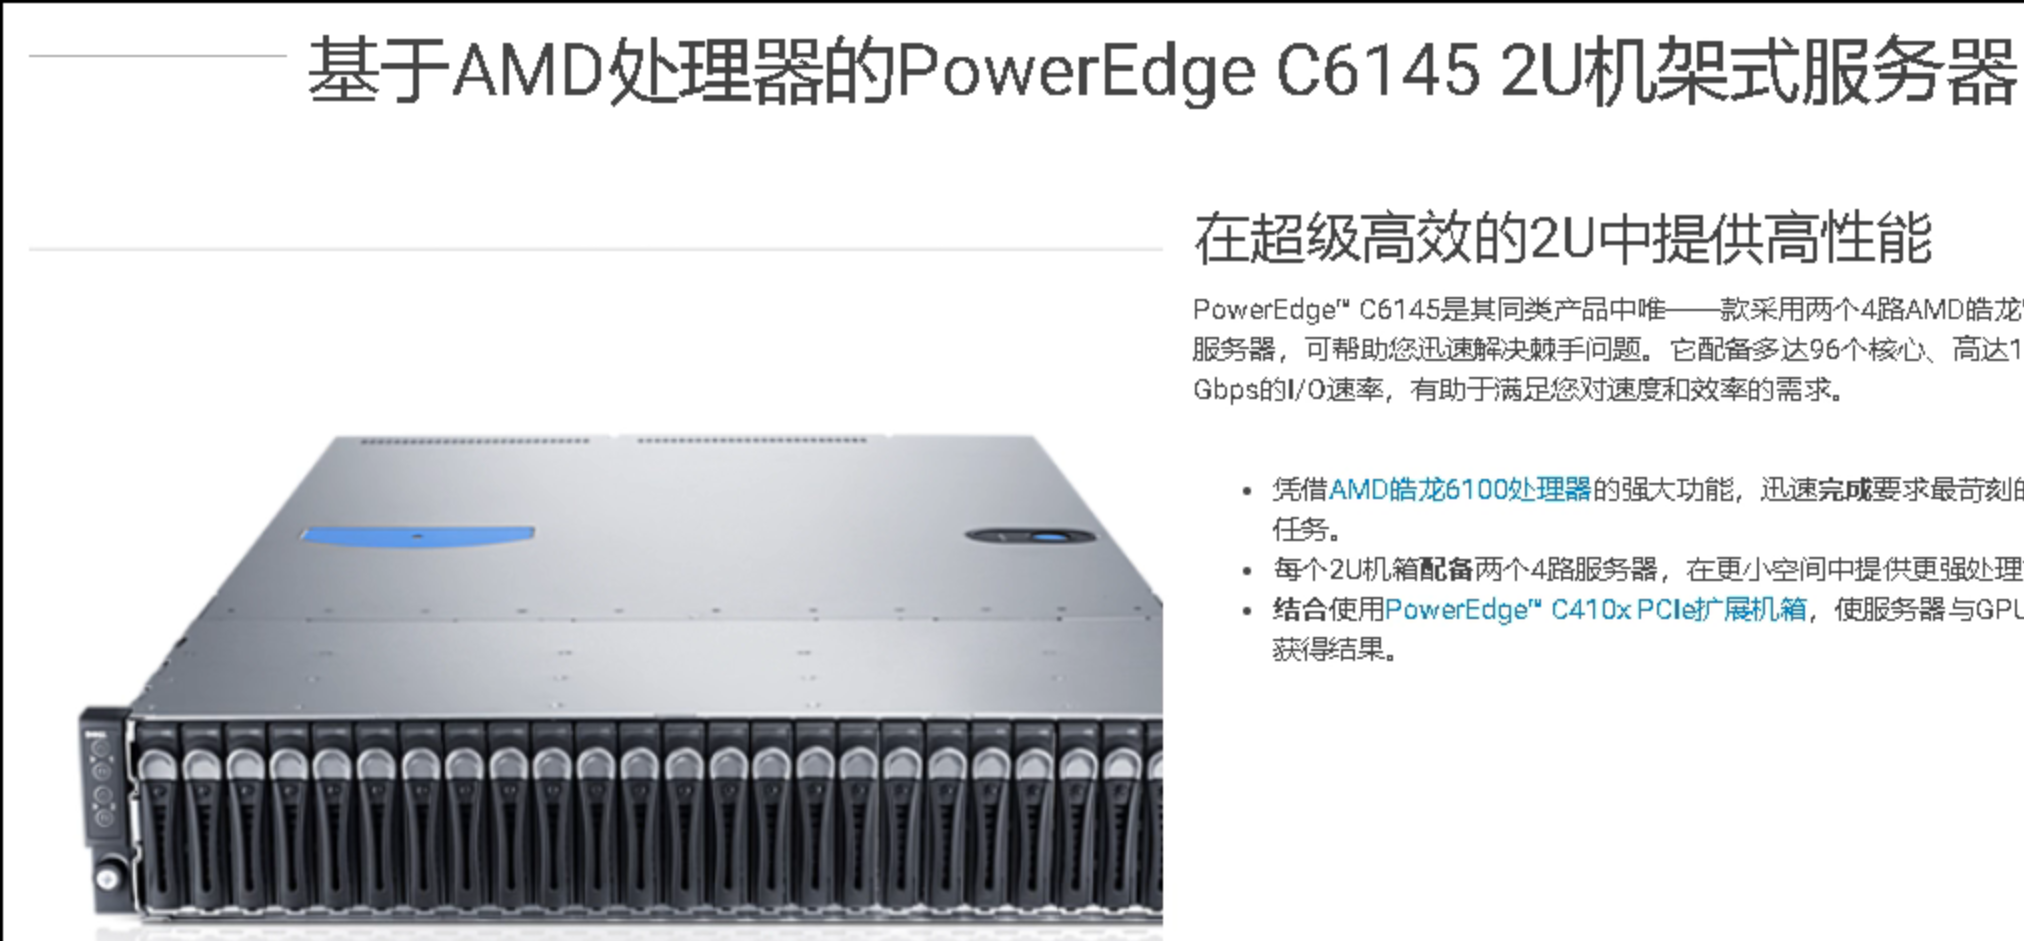 基于AMD处理器的PowerEdge C6145 2U机架式服务器
在超级高效的2U中提供高性能
PowerEdge™ C6145是其同类产品中唯一一款采用两个4路AMD皓龙
服务器，可帮助您迅速解决棘手问题。它配备多达96个核心、高达1
Gbps的I/O速率，有助于满足您对速度和效率的需求。
• 凭借AMD皓龙6100处理器的强大功能，迅速完成要求最苛刻的
任务。
• 每个2U机箱配备两个4路服务器，在更小空间中提供更强处理
• 结合使用PowerEdge™ C410x PCIe扩展机箱，使服务器与GPU
获得结果。
DELL